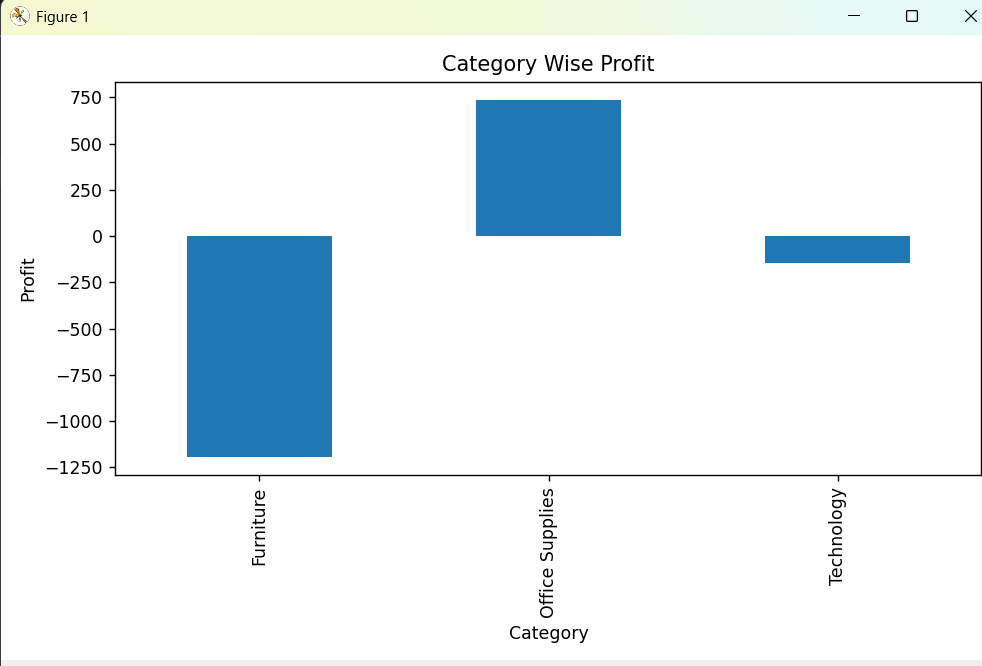 Figure 1
Category Wise Profit
750
500
250
0
−250
−500
−750
−1000
−1250
Profit
Furniture
Office Supplies
Technology
Category